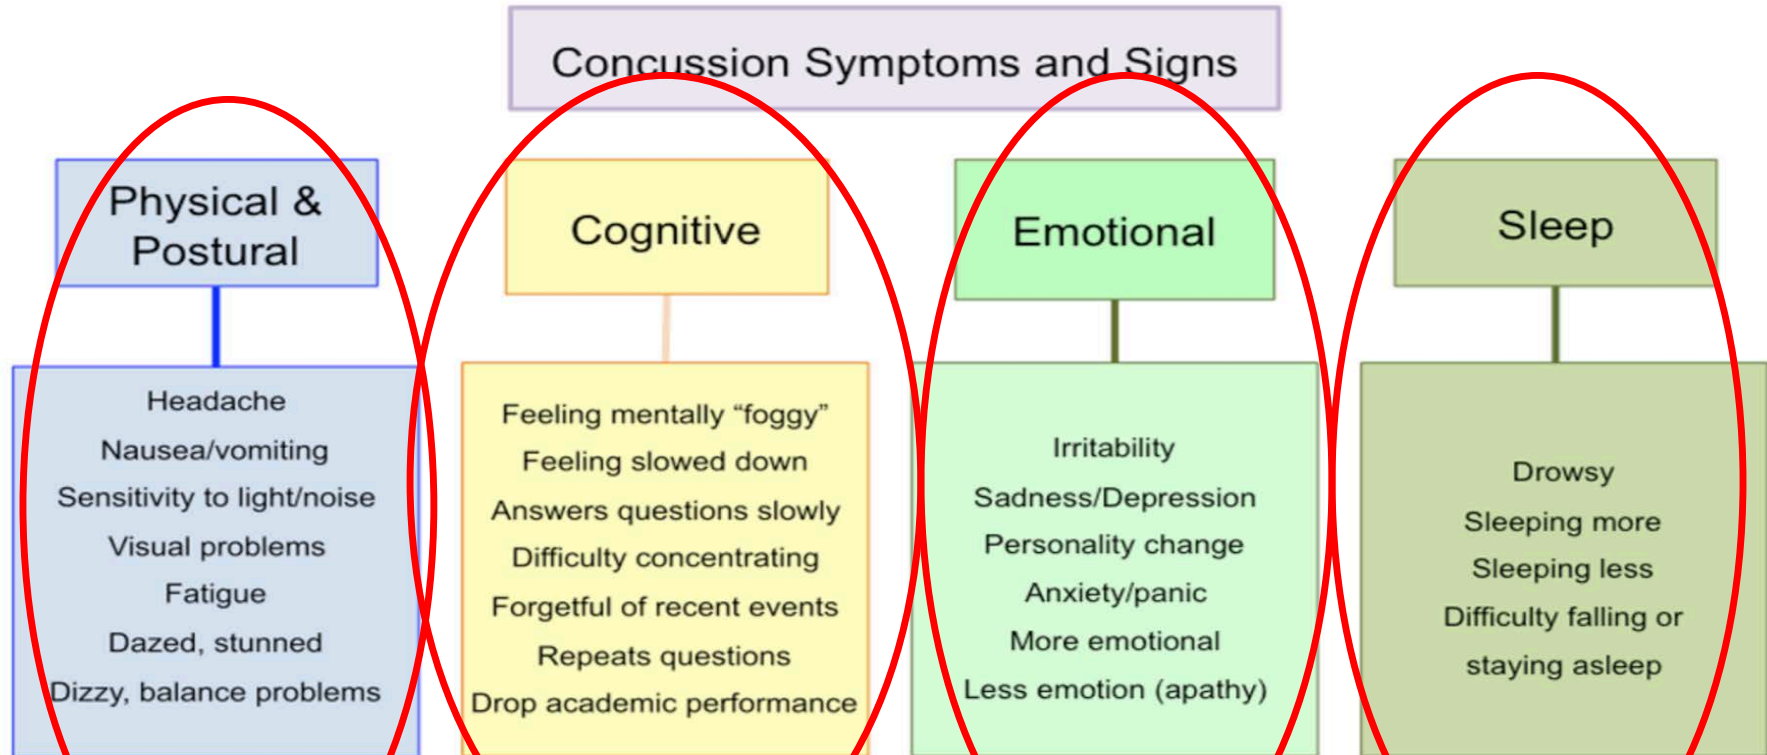 Concussion Symptoms and Signs
Physical &
Postural
Headache
Nausea/vomiting
Sensitivity to light/noise
Visual problems
Fatigue
Dazed, stunned
Dizzy, balance problems
Cognitive
Feeling mentally “foggy”
Feeling slowed down
Answers questions slowly
Difficulty concentrating
Forgetful of recent events
Repeats questions
Drop academic performance
Emotional
Irritability
Sadness/Depression
Personality change
Anxiety/panic
More emotional
Less emotion (apathy)
Sleep
Drowsy
Sleeping more
Sleeping less
Difficulty falling or
staying asleep